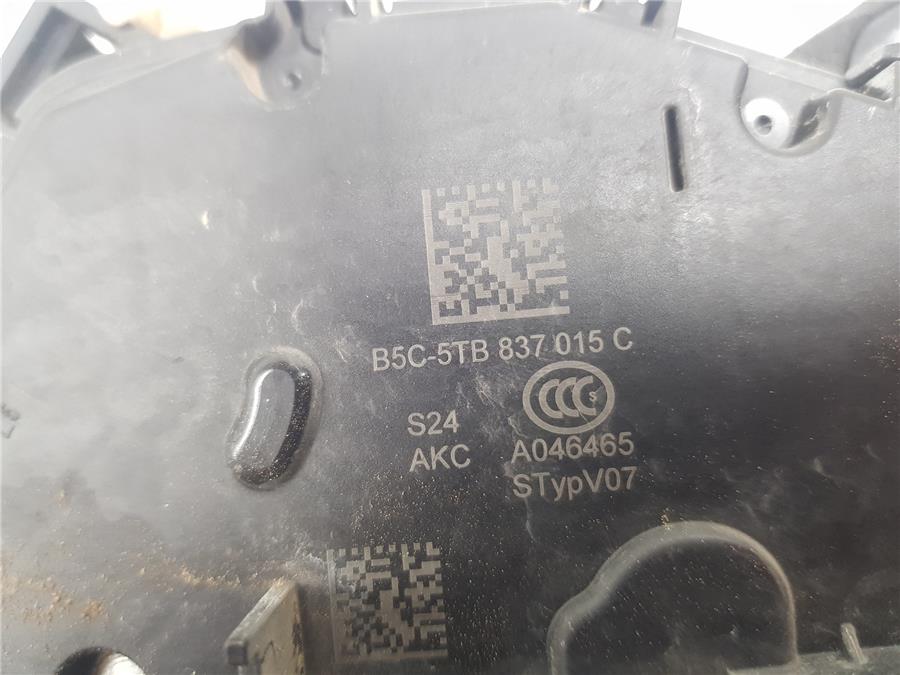 B5C-5TB 837 015 C
CCC S
S24
AKC
A046465
STypV07